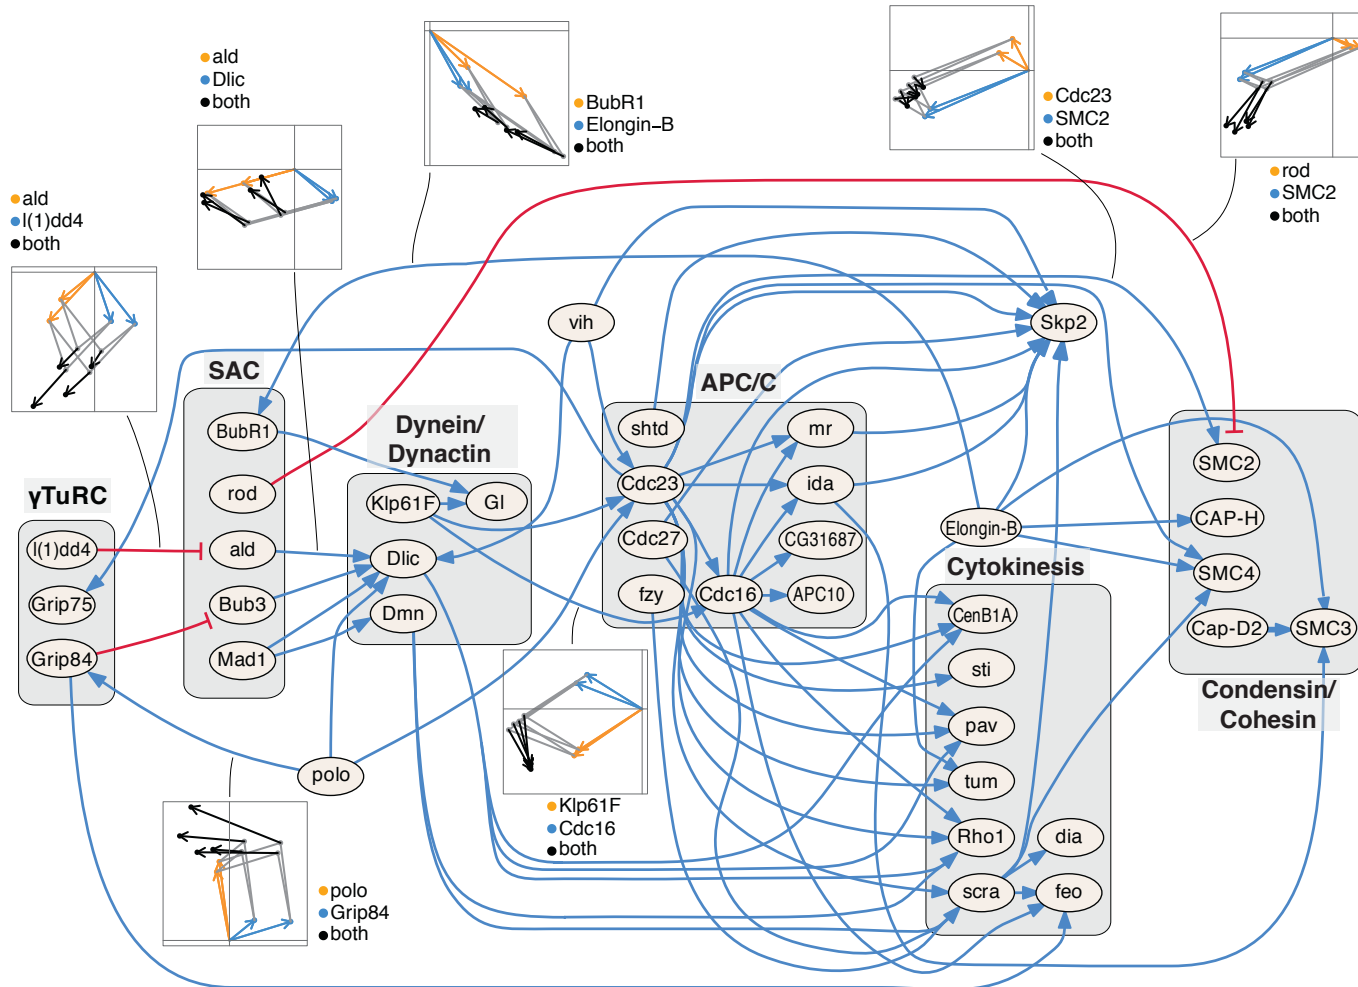 ald
Dlic
both
BubR1
Elongin-B
both
Cdc23
SMC2
both
rod
SMC2
both
ald
l(1)dd4
both
vih
Skp2
SAC
APC/C
BubR1
rod
ald
Bub3
Mad1
Dynein/
Dynactin
Klp61F
Gl
Dlic
Dmn
γTuRC
l(1)dd4
Grip75
Grip84
shtd
Cdc23
Cdc27
fzy
Cdc16
mr
ida
CG31687
APC10
Elongin-B
SMC2
CAP-H
SMC4
Cap-D2
SMC3
Condensin/
Cohesin
Cytokinesis
CenB1A
sti
pav
tum
Rho1
dia
scra
feo
polo
Klp61F
Cdc16
both
polo
Grip84
both